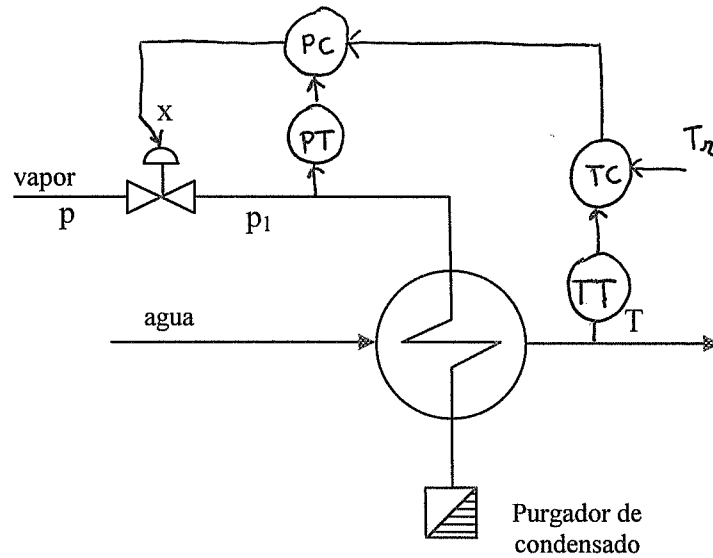 PC
x
PT
Tr
TC
vapor
p
p1
TT
T
agua
Purgador de
condensado